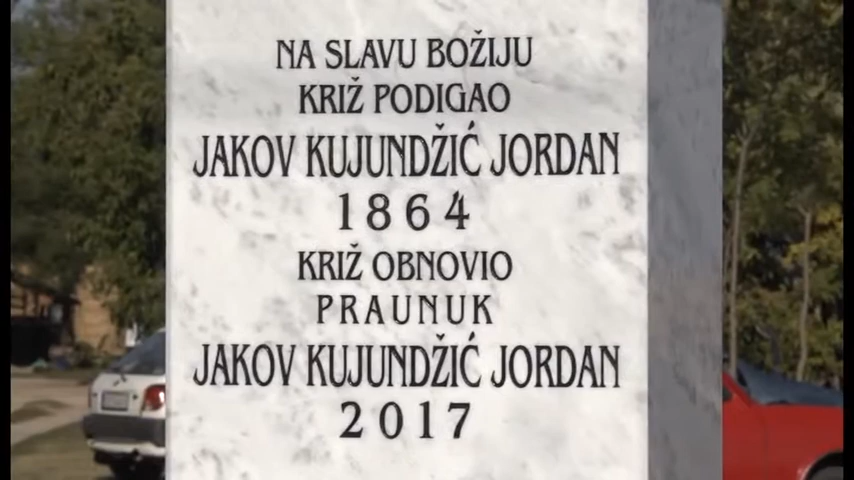 NA SLAVU BOŽIJU
KRIŽ PODIGAO
JAKOV KUJUNDŽIĆ JORDAN
1864
KRIŽ OBNOVIO
PRAUNUK
JAKOV KUJUNDŽIĆ JORDAN
2017